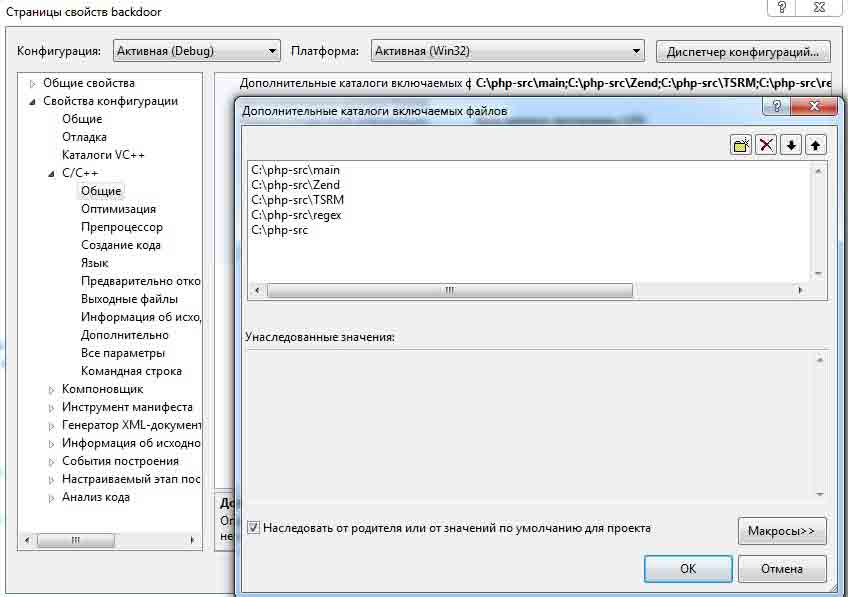 Страницы свойств backdoor
Конфигурация: Активная (Debug) Платформа: Активная (Win32) Диспетчер конфигураций...
Общие свойства
Свойства конфигурации
Общие
Отладка
Каталоги VC++
C/C++
Общие
Оптимизация
Препроцессор
Создание кода
Язык
Предварительно отко
Выходные файлы
Информация об исхо
Дополнительно
Все параметры
Командная строка
Компоновщик
Инструмент манифеста
Генератор XML-документ
Информация об исходно
События построения
Настраиваемый этап пос
Анализ кода
Дополнительные каталоги включаемых ф C:\php-src\main;C:\php-src\Zend;C:\php-src\TSRM;C:\php-src\re
Дополнительные каталоги включаемых файлов
C:\php-src\main
C:\php-src\Zend
C:\php-src\TSRM
C:\php-src\regex
C:\php-src
Унаследованные значения:
До
Оп
не
Наследовать от родителя или от значений по умолчанию для проекта
Макросы>>
OK
Отмена